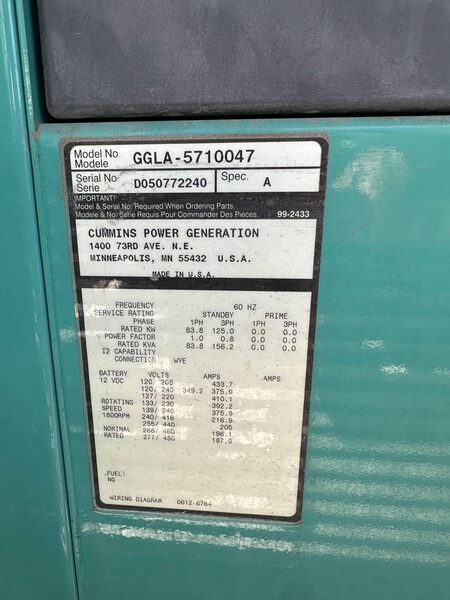 Model No GGLA-5710047
Modele
Serial No D050772240 Spec. A
Serie
IMPORTANT!
Model & Serial No. Required When Ordering Parts.
Modele & No. Serie Requis Pour Commander Des Pieces. 99-2433
CUMMINS POWER GENERATION
1400 73RD AVE. N.E.
MINNEAPOLIS, MN 55432 U.S.A.
MADE IN U.S.A.
FREQUENCY 60 HZ
SERVICE RATING STANDBY PRIME
PHASE 1PH 3PH 1PH 3PH
RATED KW 83.8 125.0 0.0 0.0
POWER FACTOR 1.0 0.8 0.0 0.0
RATED KVA 83.8 156.2 0.0 0.0
I2 CAPABILITY
CONNECTION WYE
BATTERY VOLTS AMPS AMPS
12 VDC 120/208 433.7
120/240 349.2 375.9
127/220 410.1
ROTATING 133/230 392.2
SPEED 139/240 375.9
1800RPM 240/416 216.9
255/440 205
NOMINAL 266/460 196.1
RATED 277/480 187.9
FUEL:
NG
WIRING DIAGRAM 0612-6764